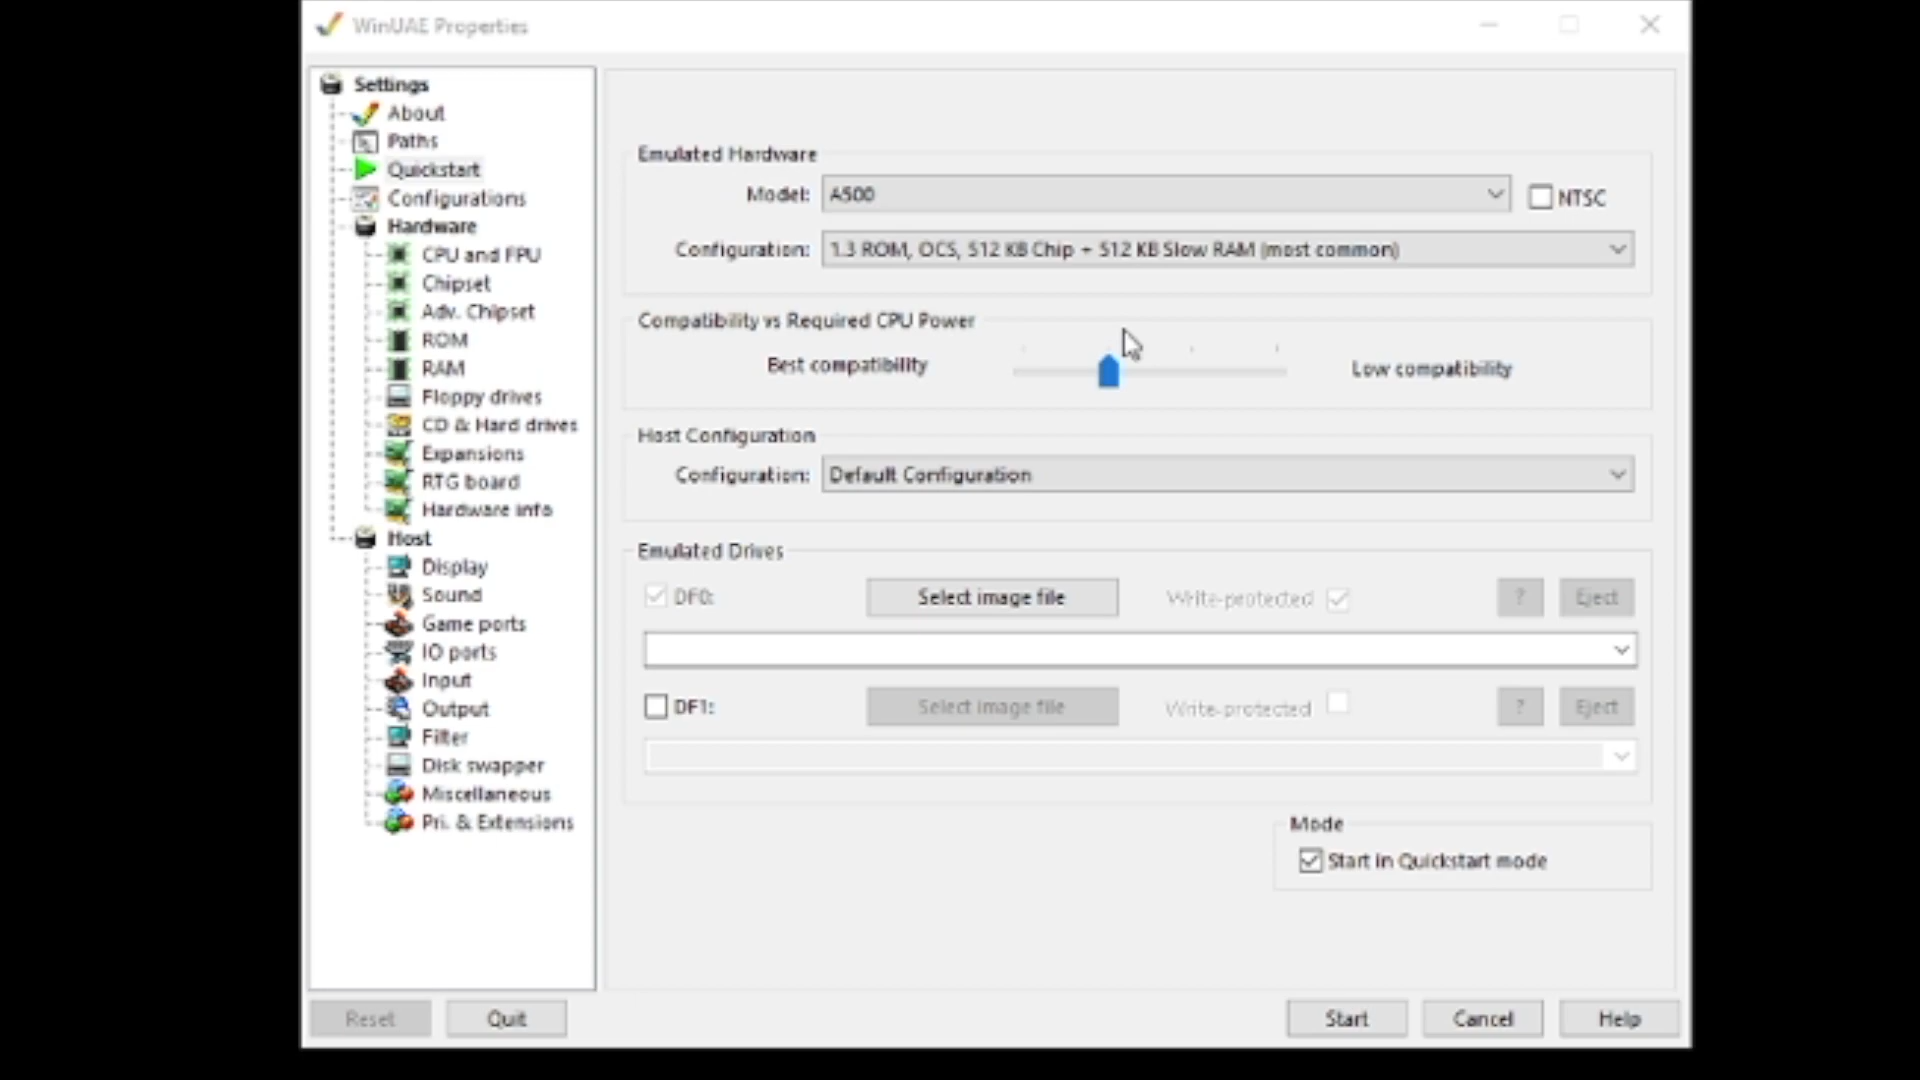 WinUAE Properties
Settings
About
Paths
Quickstart
Configurations
Hardware
CPU and FPU
Chipset
Adv. Chipset
ROM
RAM
Floppy drives
CD & Hard drives
Expansions
RTG board
Hardware info
Host
Display
Sound
Game ports
IO ports
Input
Output
Filter
Disk swapper
Miscellaneous
Pri. & Extensions
Emulated Hardware
Model: A500 NTSC
Configuration: 1.3 ROM, OCS, 512 KB Chip + 512 KB Slow RAM (most common)
Compatibility vs Required CPU Power
Best compatibility Low compatibility
Host Configuration
Configuration: Default Configuration
Emulated Drives
DF0: Select image file Write-protected ? Eject
DF1: Select image file Write-protected ? Eject
Mode
Start in Quickstart mode
Reset Quit Start Cancel Help